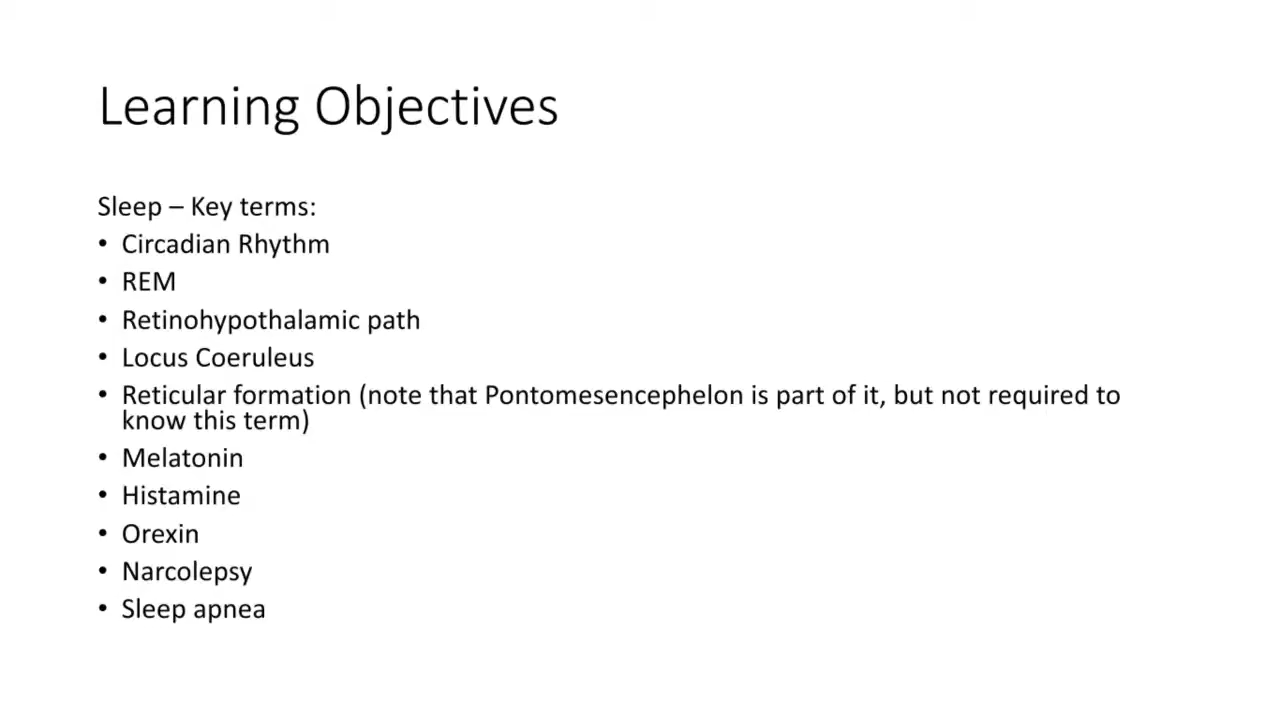 Learning Objectives
Sleep – Key terms:
• Circadian Rhythm
• REM
• Retinohypothalamic path
• Locus Coeruleus
• Reticular formation (note that Pontomesencephelon is part of it, but not required to
know this term)
• Melatonin
• Histamine
• Orexin
• Narcolepsy
• Sleep apnea